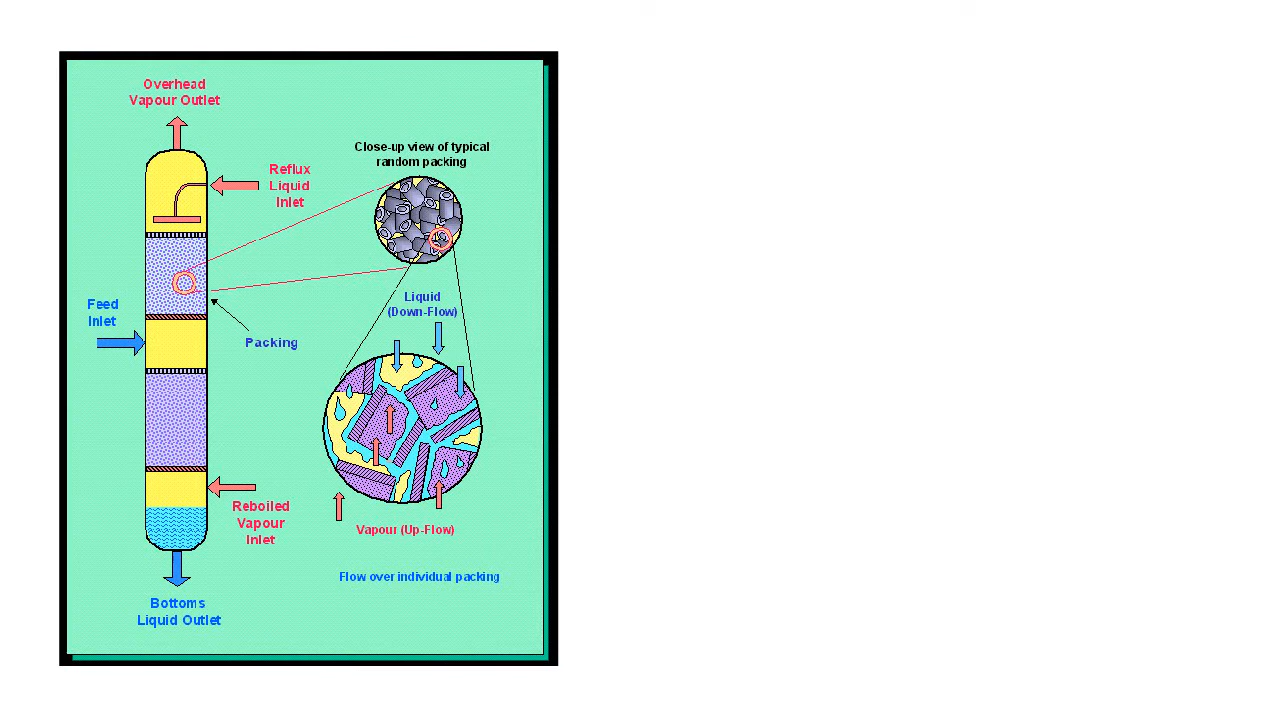 Overhead
Vapour Outlet
Close-up view of typical
random packing
Reflux
Liquid
Inlet
Feed
Inlet
Liquid
(Down-Flow)
Packing
Reboiled
Vapour
Inlet
Vapour (Up-Flow)
Flow over individual packing
Bottoms
Liquid Outlet